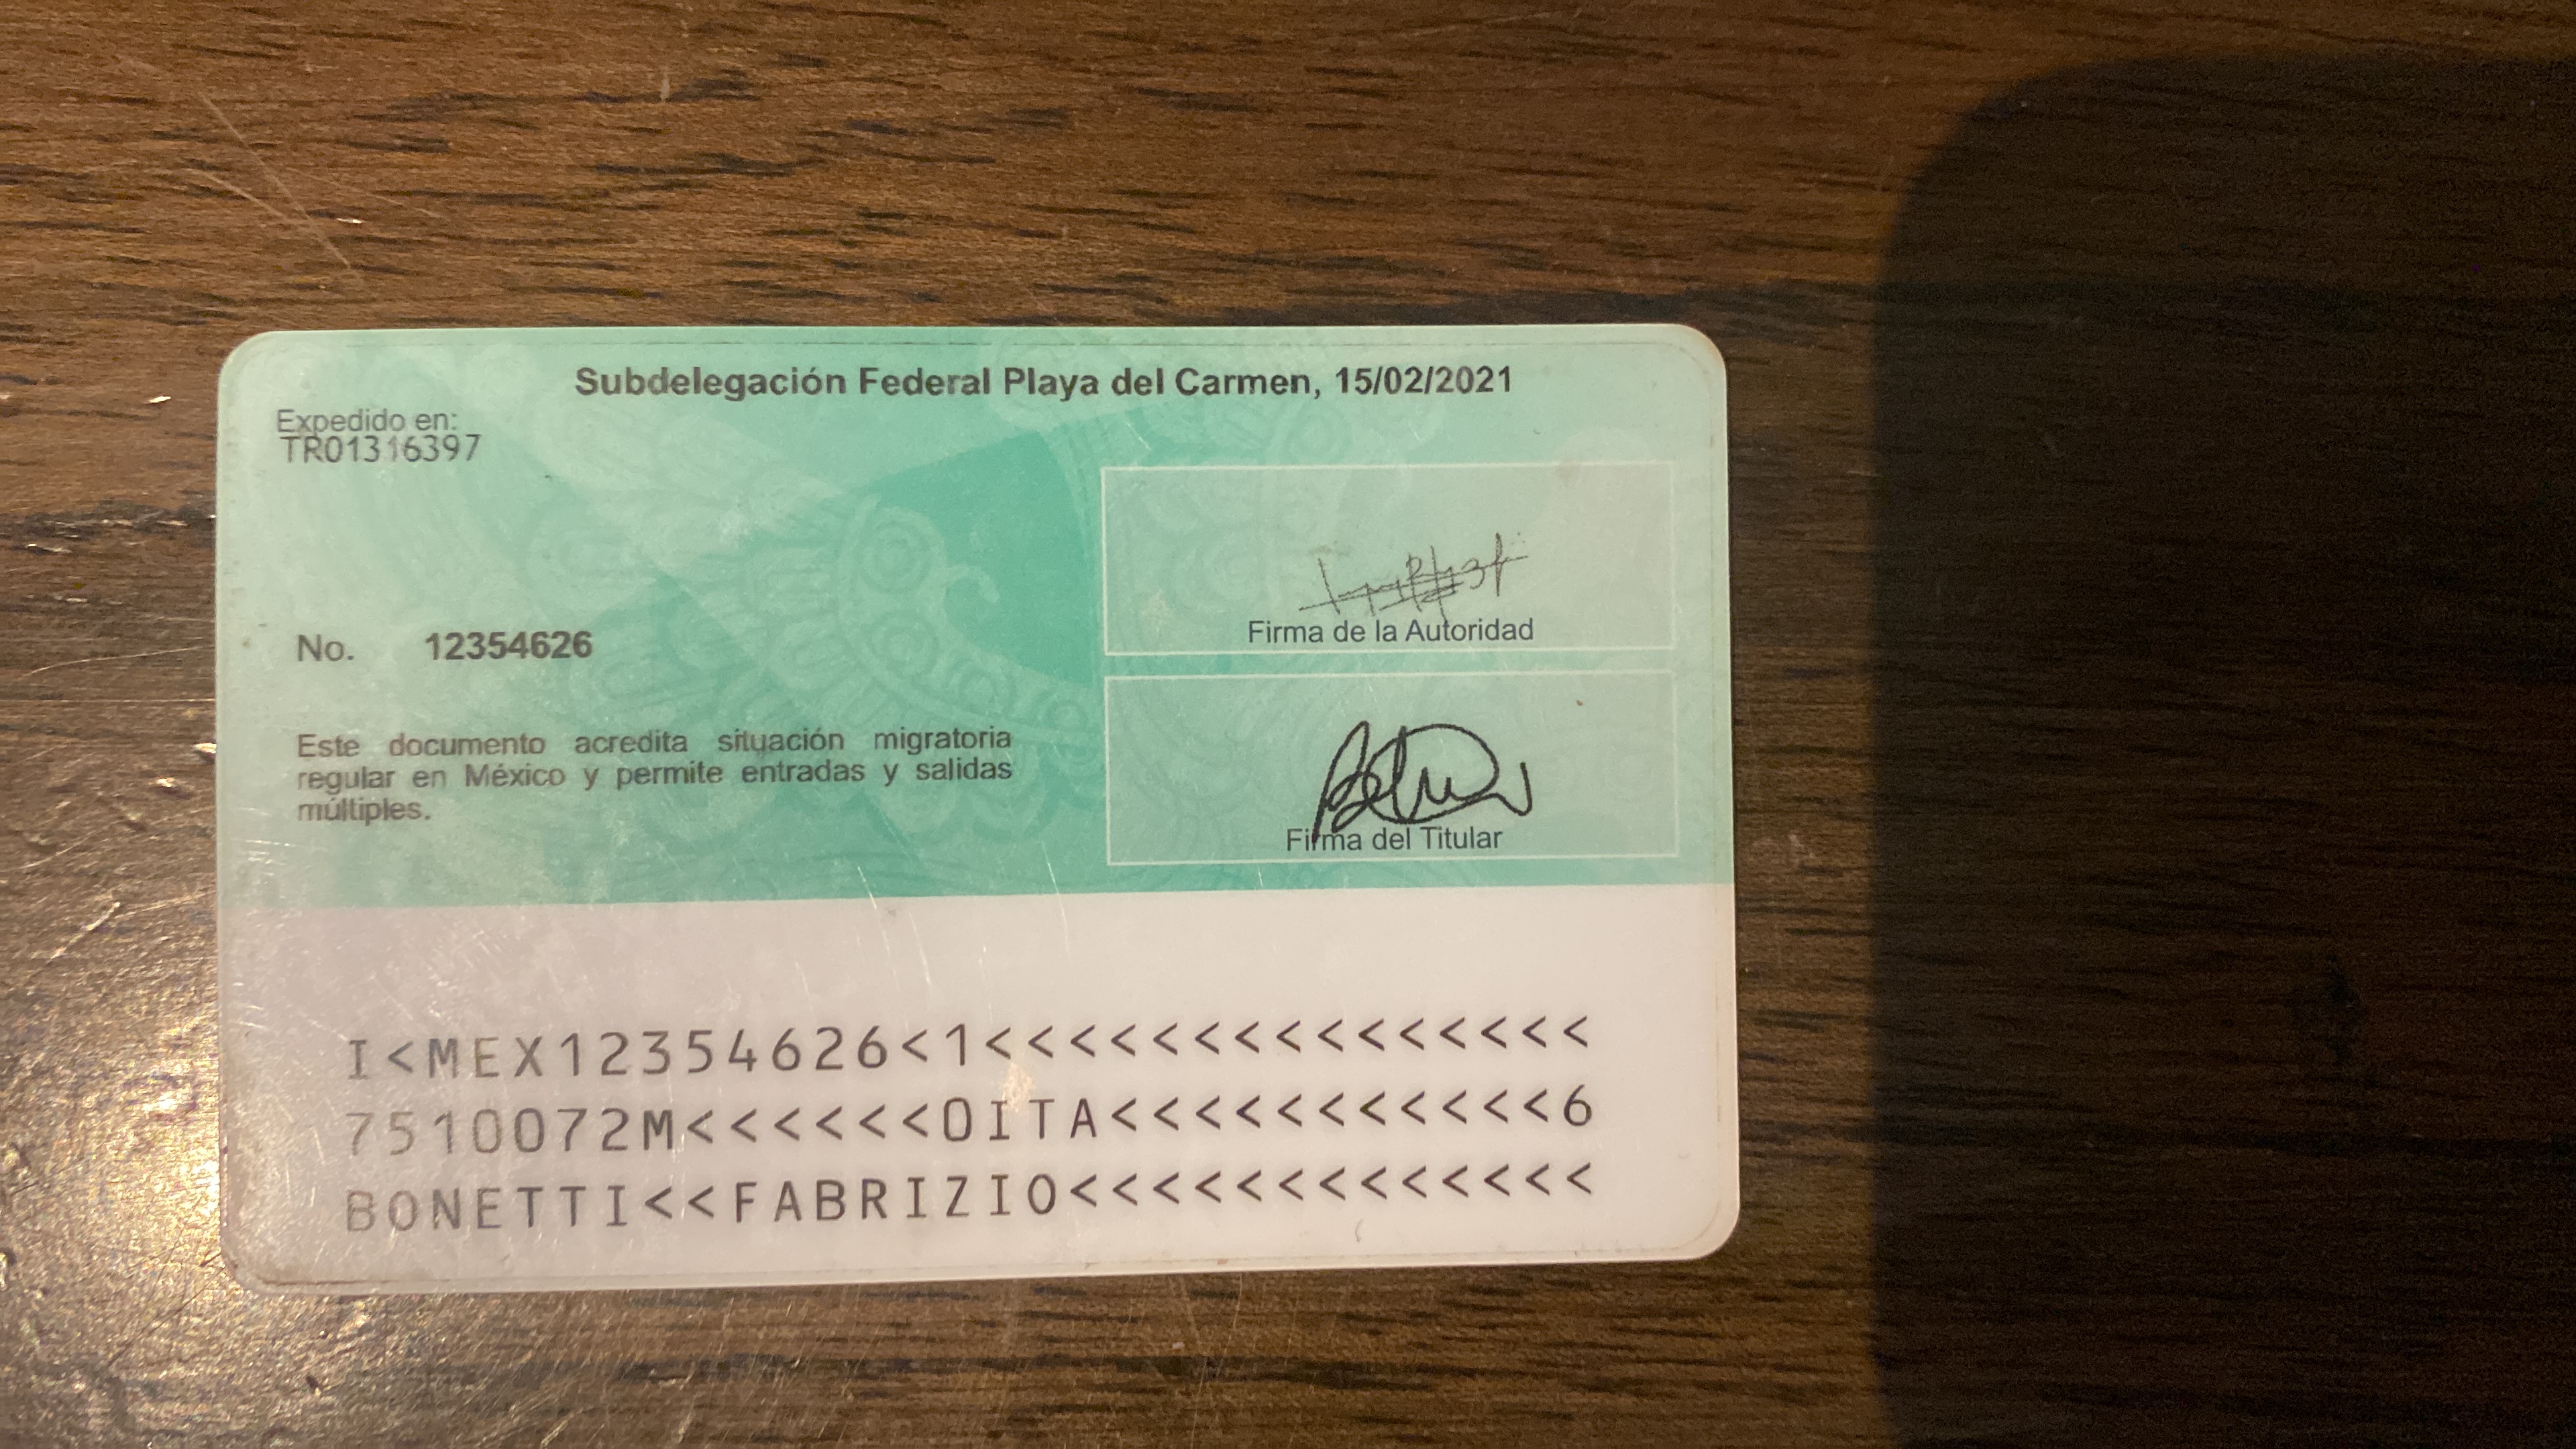 Subdelegación Federal Playa del Carmen, 15/02/2021
Expedido en:
TR01316397
Firma de la Autoridad
No. 12354626
Este documento acredita situación migratoria
regular en México y permite entradas y salidas
múltiples.
Firma del Titular
I<MEX12354626<1<<<<<<<<<<<<<<<
7510072M<<<<<<0ITA<<<<<<<<<<<6
BONETTI<<FABRIZIO<<<<<<<<<<<<<